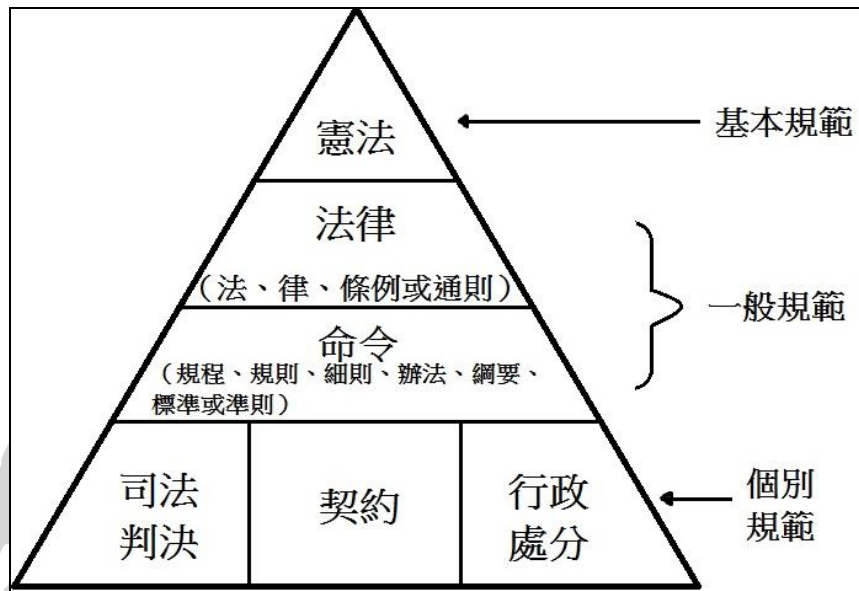 憲法
基本規範
法律
(法、律、條例或通則)
一般規範
命令
(規程、規則、細則、辦法、綱要、
標準或準則)
司法
判決
契約
行政
處分
個別
規範